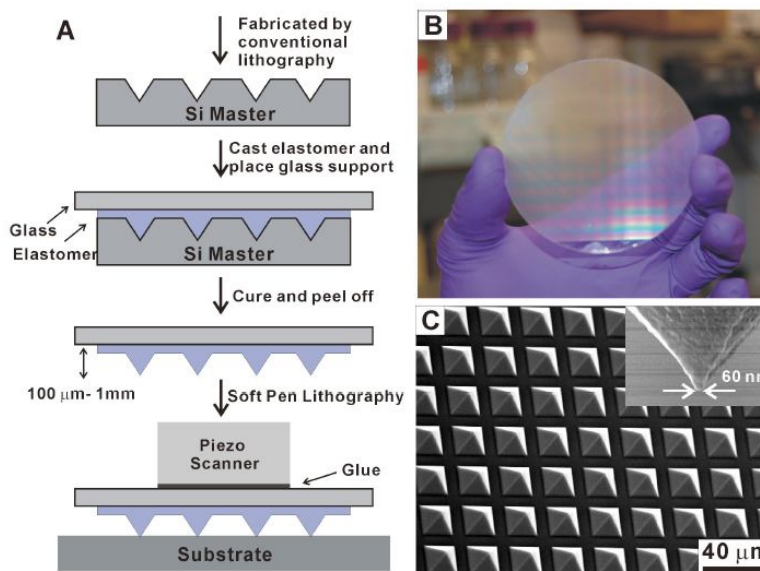 A
Fabricated by
conventional
lithography
Si Master
Cast elastomer and
place glass support
Glass
Elastomer
Si Master
Cure and peel off
100 μm- 1mm
Soft Pen Lithography
Piezo
Scanner
Glue
Substrate
B
C
60 nm
40 μm